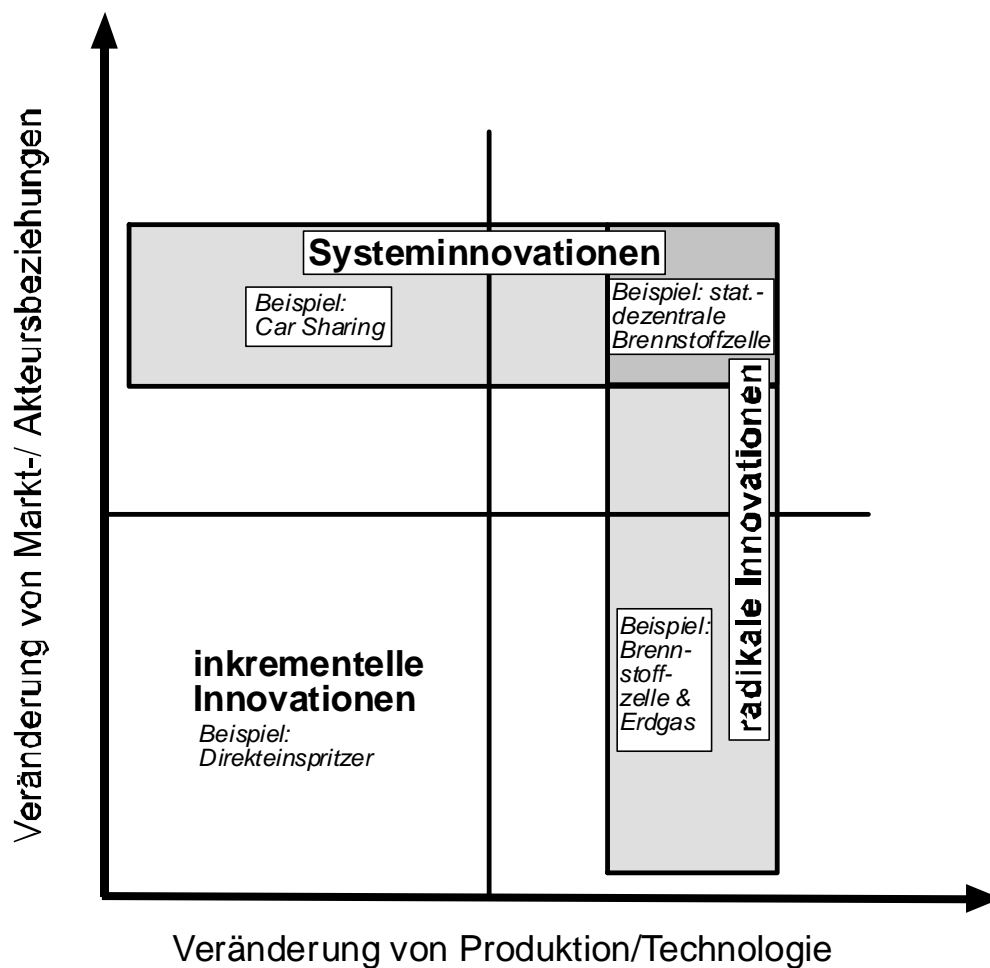 Veränderung von Markt-/ Akteursbeziehungen
Systeminnovationen
Beispiel:
Car Sharing
Beispiel: stat.-
dezentrale
Brennstoffzelle
radikale Innovationen
inkrementelle
Innovationen
Beispiel:
Direkteinspritzer
Beispiel:
Brenn-
stoff-
zelle &
Erdgas
Veränderung von Produktion/Technologie